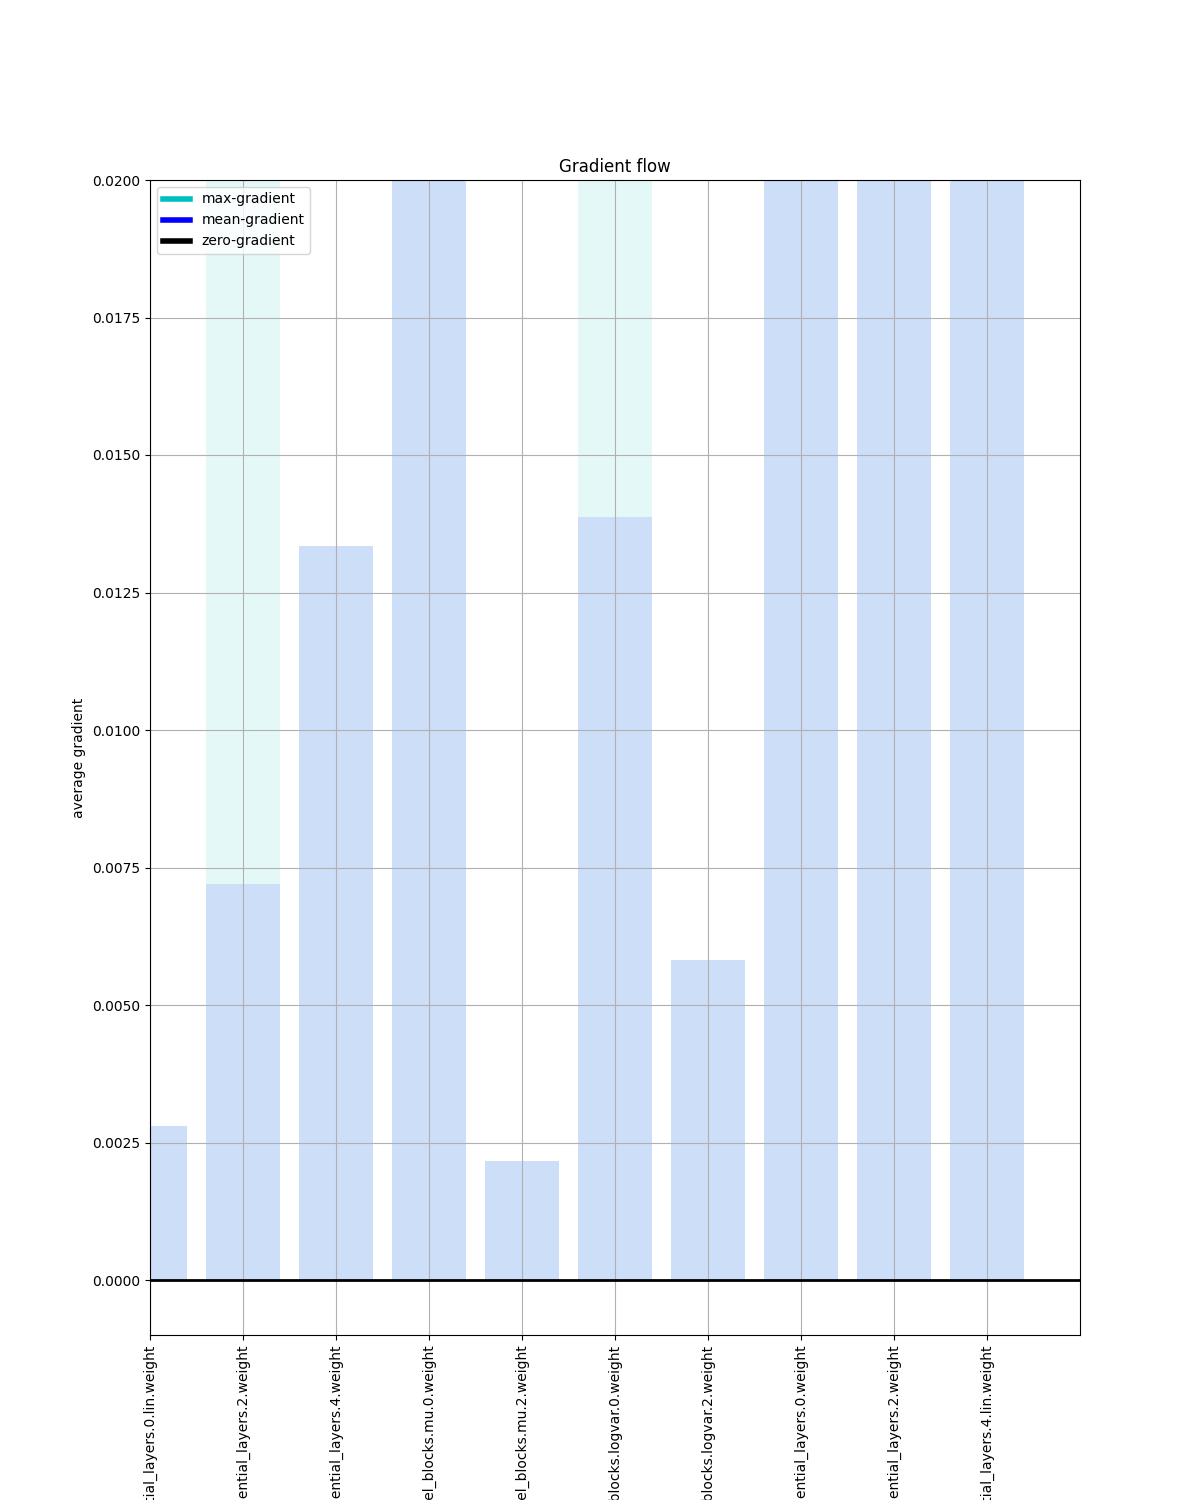 Gradient flow
max-gradient
mean-gradient
zero-gradient
0.0200
0.0175
0.0150
0.0125
0.0100
0.0075
0.0050
0.0025
0.0000
average gradient
tial_layers.0.lin.weight
ential_layers.2.weight
ential_layers.4.weight
el_blocks.mu.0.weight
el_blocks.mu.2.weight
blocks.logvar.0.weight
blocks.logvar.2.weight
ential_layers.0.weight
ential_layers.2.weight
tial_layers.4.lin.weight